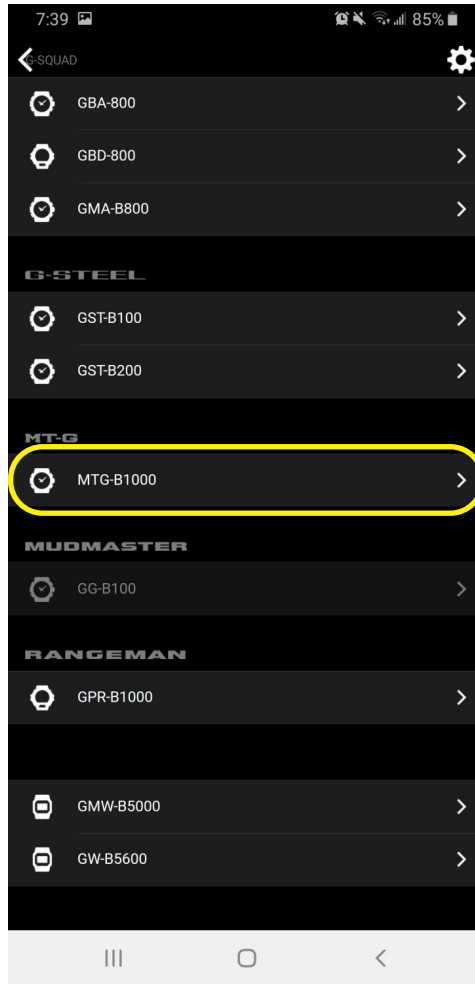 7:39 85%
G-SQUAD
GBA-800
GBD-800
GMA-B800
G-STEEL
GST-B100
GST-B200
MT-G
MTG-B1000
MUDMASTER
GG-B100
RANGEMAN
GPR-B1000
GMW-B5000
GW-B5600